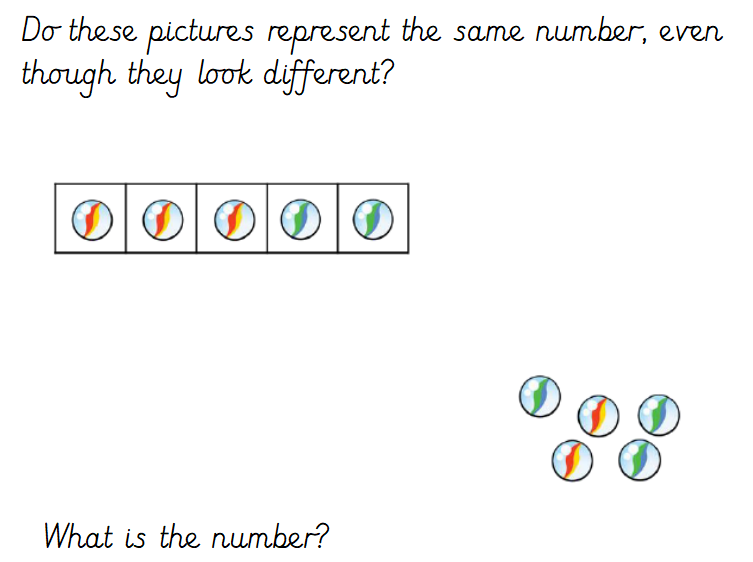 Do these pictures represent the same number, even
though they look different?
What is the number?